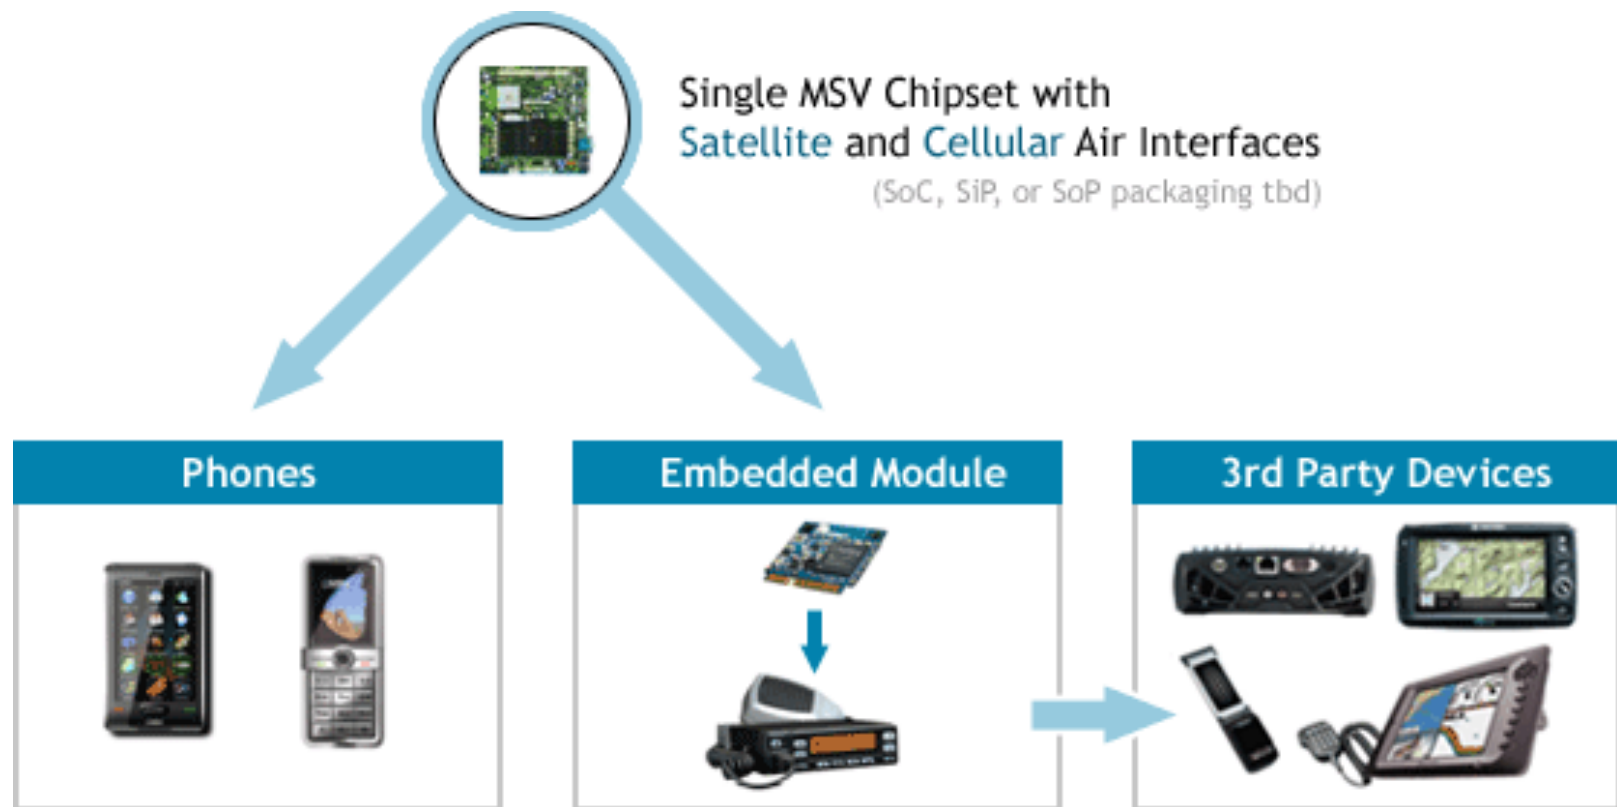 Single MSV Chipset with
Satellite and Cellular Air Interfaces
(SoC, SiP, or SoP packaging tbd)
Phones
Embedded Module
3rd Party Devices